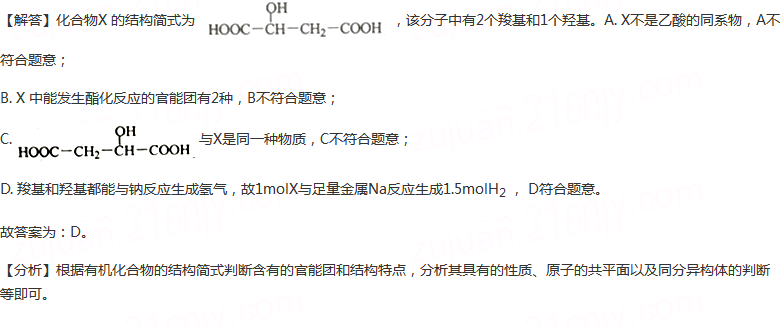 【解答】化合物X 的结构简式为 HOOC-CH(OH)-CH₂-COOH ，该分子中有2个羧基和1个羟基。A. X不是乙酸的同系物，A不
符合题意；
B. X 中能发生酯化反应的官能团有2种，B不符合题意；
C. HOOC-CH₂-CH(OH)-COOH 与X是同一种物质，C不符合题意；
D. 羧基和羟基都能与钠反应生成氢气，故1molX与足量金属Na反应生成1.5molH₂ ， D符合题意。
故答案为：D。
【分析】根据有机化合物的结构简式判断含有的官能团和结构特点，分析其具有的性质、原子的共平面以及同分异构体的判断
等即可。